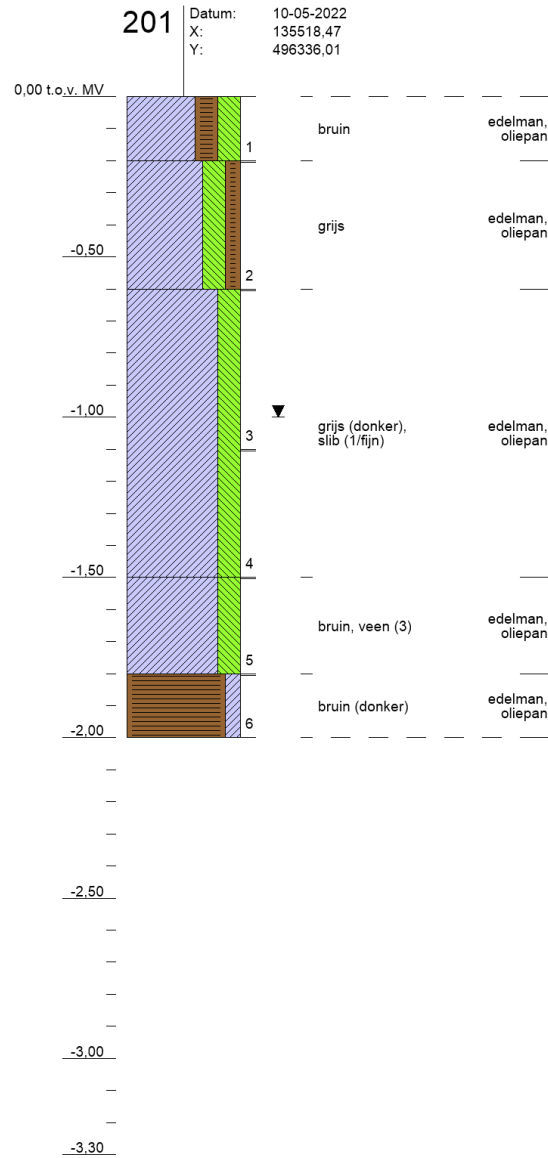 201
Datum: 10-05-2022
X: 135518,47
Y: 496336,01
0,00 t.o.v. MV
bruin
edelman,
oliepan
1
grijs
edelman,
oliepan
-0,50
2
-1,00
grijs (donker),
slib (1/fijn)
edelman,
oliepan
3
4
-1,50
bruin, veen (3)
edelman,
oliepan
5
bruin (donker)
edelman,
oliepan
6
-2,00
-2,50
-3,00
-3,30